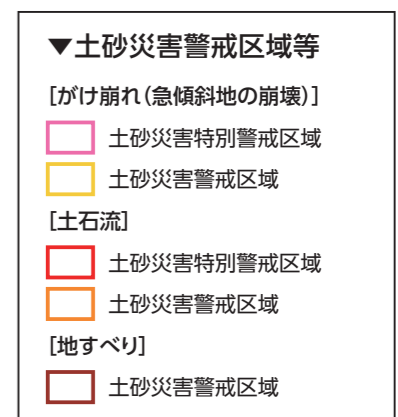 ▼土砂災害警戒区域等
[がけ崩れ(急傾斜地の崩壊)]
土砂災害特別警戒区域
土砂災害警戒区域
[土石流]
土砂災害特別警戒区域
土砂災害警戒区域
[地すべり]
土砂災害警戒区域